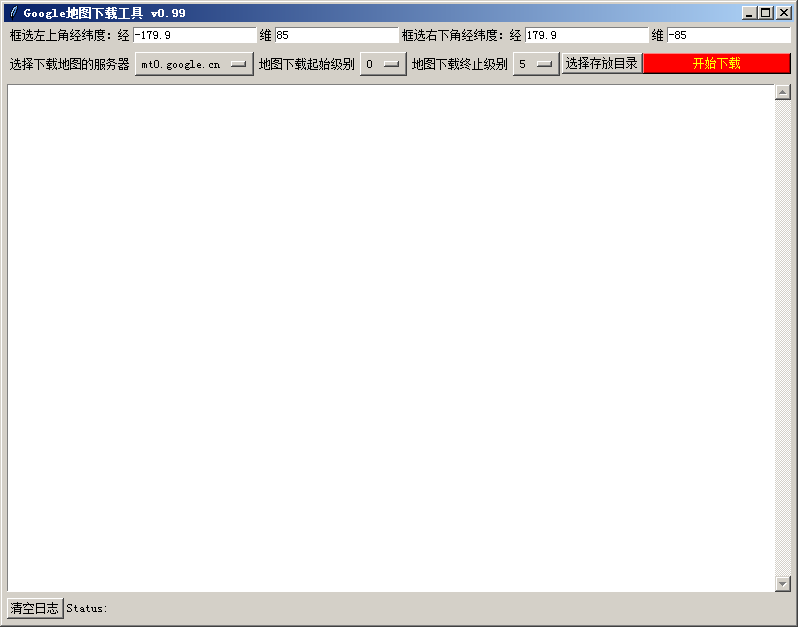 Google地图下载工具 v0.99
框选左上角经纬度: 经 -179.9 维 85 框选右下角经纬度: 经 179.9 维 -85
选择下载地图的服务器 mt0.google.cn 地图下载起始级别 0 地图下载终止级别 5 选择存放目录 开始下载
清空日志 Status: